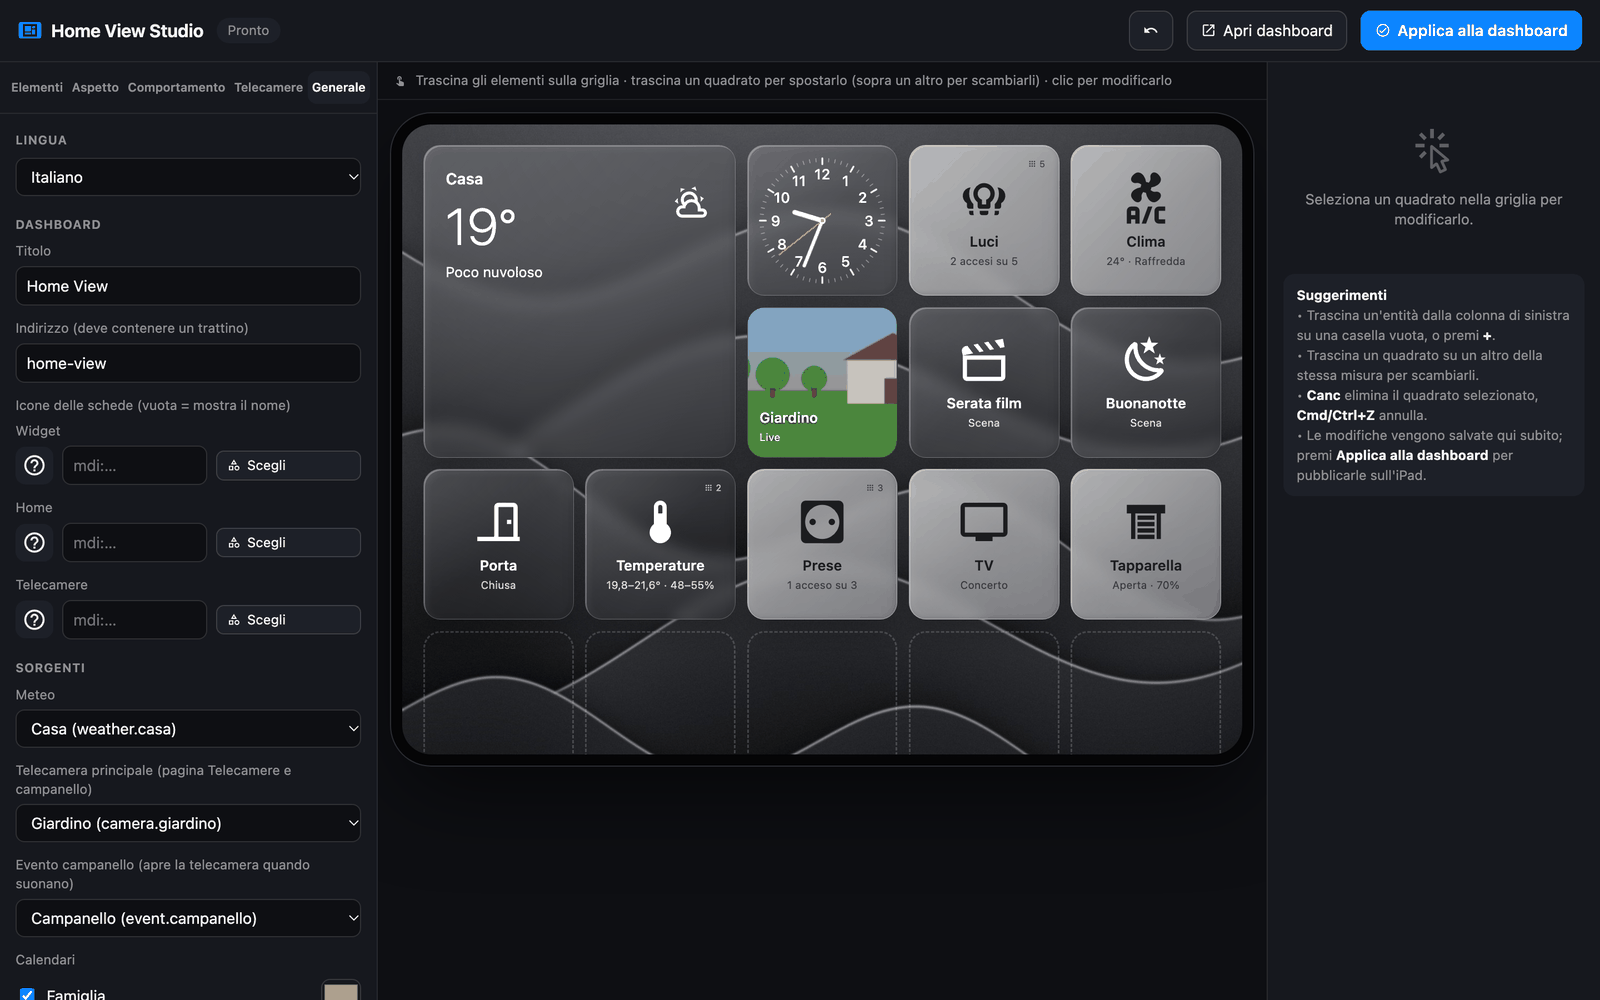 Home View Studio
Pronto
Apri dashboard
Applica alla dashboard
Elementi
Aspetto
Comportamento
Telecamere
Generale
Trascina gli elementi sulla griglia · trascina un quadrato per spostarlo (sopra un altro per scambiarli) · clic per modificarlo
LINGUA
Italiano
DASHBOARD
Titolo
Home View
Indirizzo (deve contenere un trattino)
home-view
Icone delle schede (vuota = mostra il nome)
Widget
mdi:...
Scegli
Home
mdi:...
Scegli
Telecamere
mdi:...
Scegli
SORGENTI
Meteo
Casa (weather.casa)
Telecamera principale (pagina Telecamere e
campanello)
Giardino (camera.giardino)
Evento campanello (apre la telecamera quando
suonano)
Campanello (event.campanello)
Calendari
Famiglia
Casa
19°
Poco nuvoloso
12
1
2
3
4
5
6
7
8
9
10
11
5
Luci
2 accesi su 5
A/C
Clima
24° · Raffredda
Giardino
Live
Serata film
Scena
Buonanotte
Scena
Porta
Chiusa
2
Temperature
19,8–21,6° · 48–55%
3
Prese
1 acceso su 3
TV
Concerto
Tapparella
Aperta · 70%
Seleziona un quadrato nella griglia per
modificarlo.
Suggerimenti
• Trascina un'entità dalla colonna di sinistra
su una casella vuota, o premi +.
• Trascina un quadrato su un altro della
stessa misura per scambiarli.
• Canc elimina il quadrato selezionato,
Cmd/Ctrl+Z annulla.
• Le modifiche vengono salvate qui subito;
premi Applica alla dashboard per
pubblicarle sull'iPad.